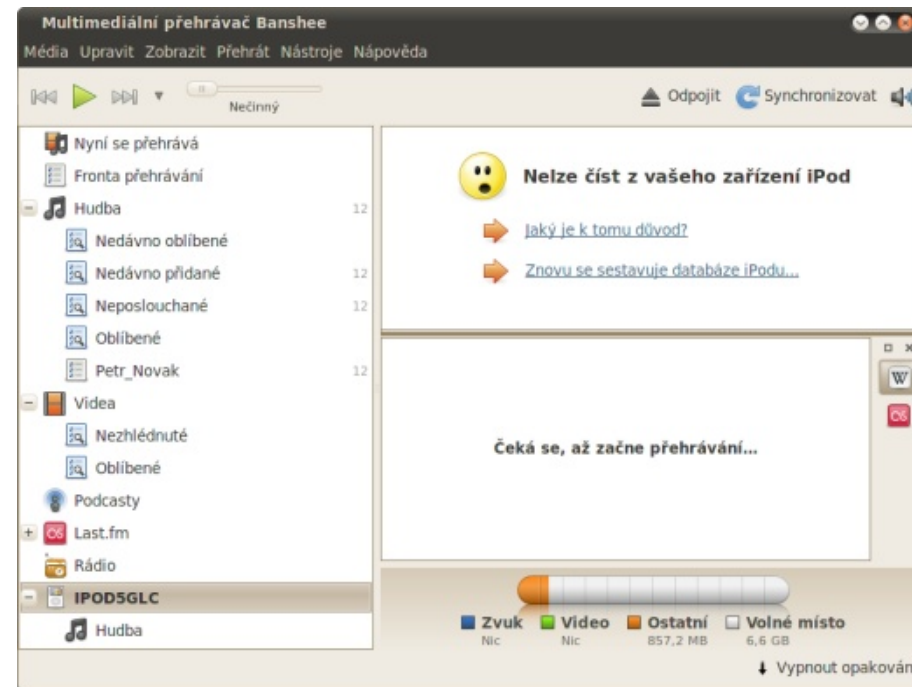 Multimediální přehrávač Banshee
Média Upravit Zobrazit Přehrát Nástroje Nápověda
Nečinný
Odpojit Synchronizovat
Nyní se přehrává
Fronta přehrávání
Hudba 12
Nedávno oblíbené
Nedávno přidané 12
Neposlouchané 12
Oblíbené
Petr_Novak 12
Videa
Nezhlédnuté
Oblíbené
Podcasty
Last.fm
Rádio
IPOD5GLC
Hudba
Nelze číst z vašeho zařízení iPod
Jaký je k tomu důvod?
Znovu se sestavuje databáze iPodu...
W
Čeká se, až začne přehrávání...
Zvuk Video Ostatní Volné místo
Nic Nic 857,2 MB 6,6 GB
Vypnout opakován